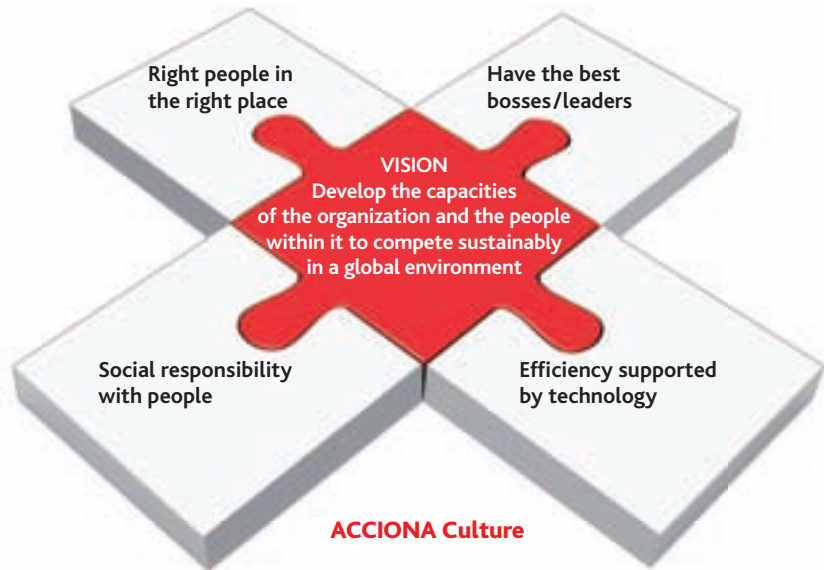 Right people in
the right place
Have the best
bosses/leaders
VISION
Develop the capacities
of the organization and the people
within it to compete sustainably
in a global environment
Social responsibility
with people
Efficiency supported
by technology
ACCIONA Culture